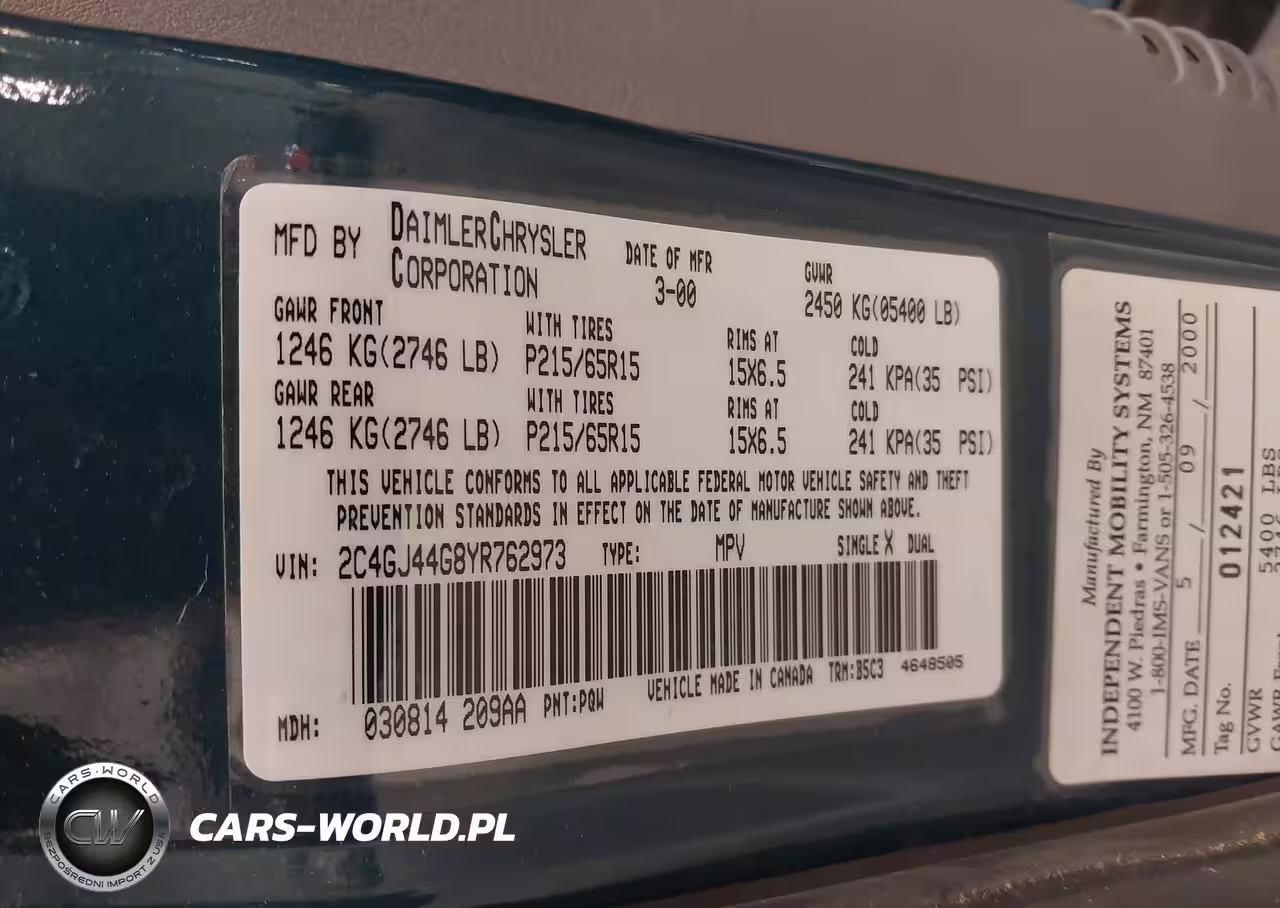 MFD BY DAIMLERCHRYSLER CORPORATION
DATE OF MFR
3-00
GVWR
2450 KG(05400 LB)
GAWR FRONT
1246 KG(2746 LB)
WITH TIRES
P215/65R15
RIMS AT
15X6.5
COLD
241 KPA(35 PSI)
GAWR REAR
1246 KG(2746 LB)
WITH TIRES
P215/65R15
RIMS AT
15X6.5
COLD
241 KPA(35 PSI)
THIS VEHICLE CONFORMS TO ALL APPLICABLE FEDERAL MOTOR VEHICLE SAFETY AND THEFT
PREVENTION STANDARDS IN EFFECT ON THE DATE OF MANUFACTURE SHOWN ABOVE.
VIN: 2C4GJ44G8YR762973 TYPE: MPV SINGLE X DUAL
MDH: 030814 209AA PNT:PQW VEHICLE MADE IN CANADA TRM:B5C3 4648505
Manufactured By
INDEPENDENT MOBILITY SYSTEMS
4100 W. Piedras • Farmington, NM 87401
1-800-IMS-VANS or 1-505-326-4538
MFG. DATE 5 / 09 / 2000
Tag No. 012421
GVWR 5400 LBS
CARS-WORLD
CW
BEZPOŚREDNI IMPORT Z USA
CARS-WORLD.PL